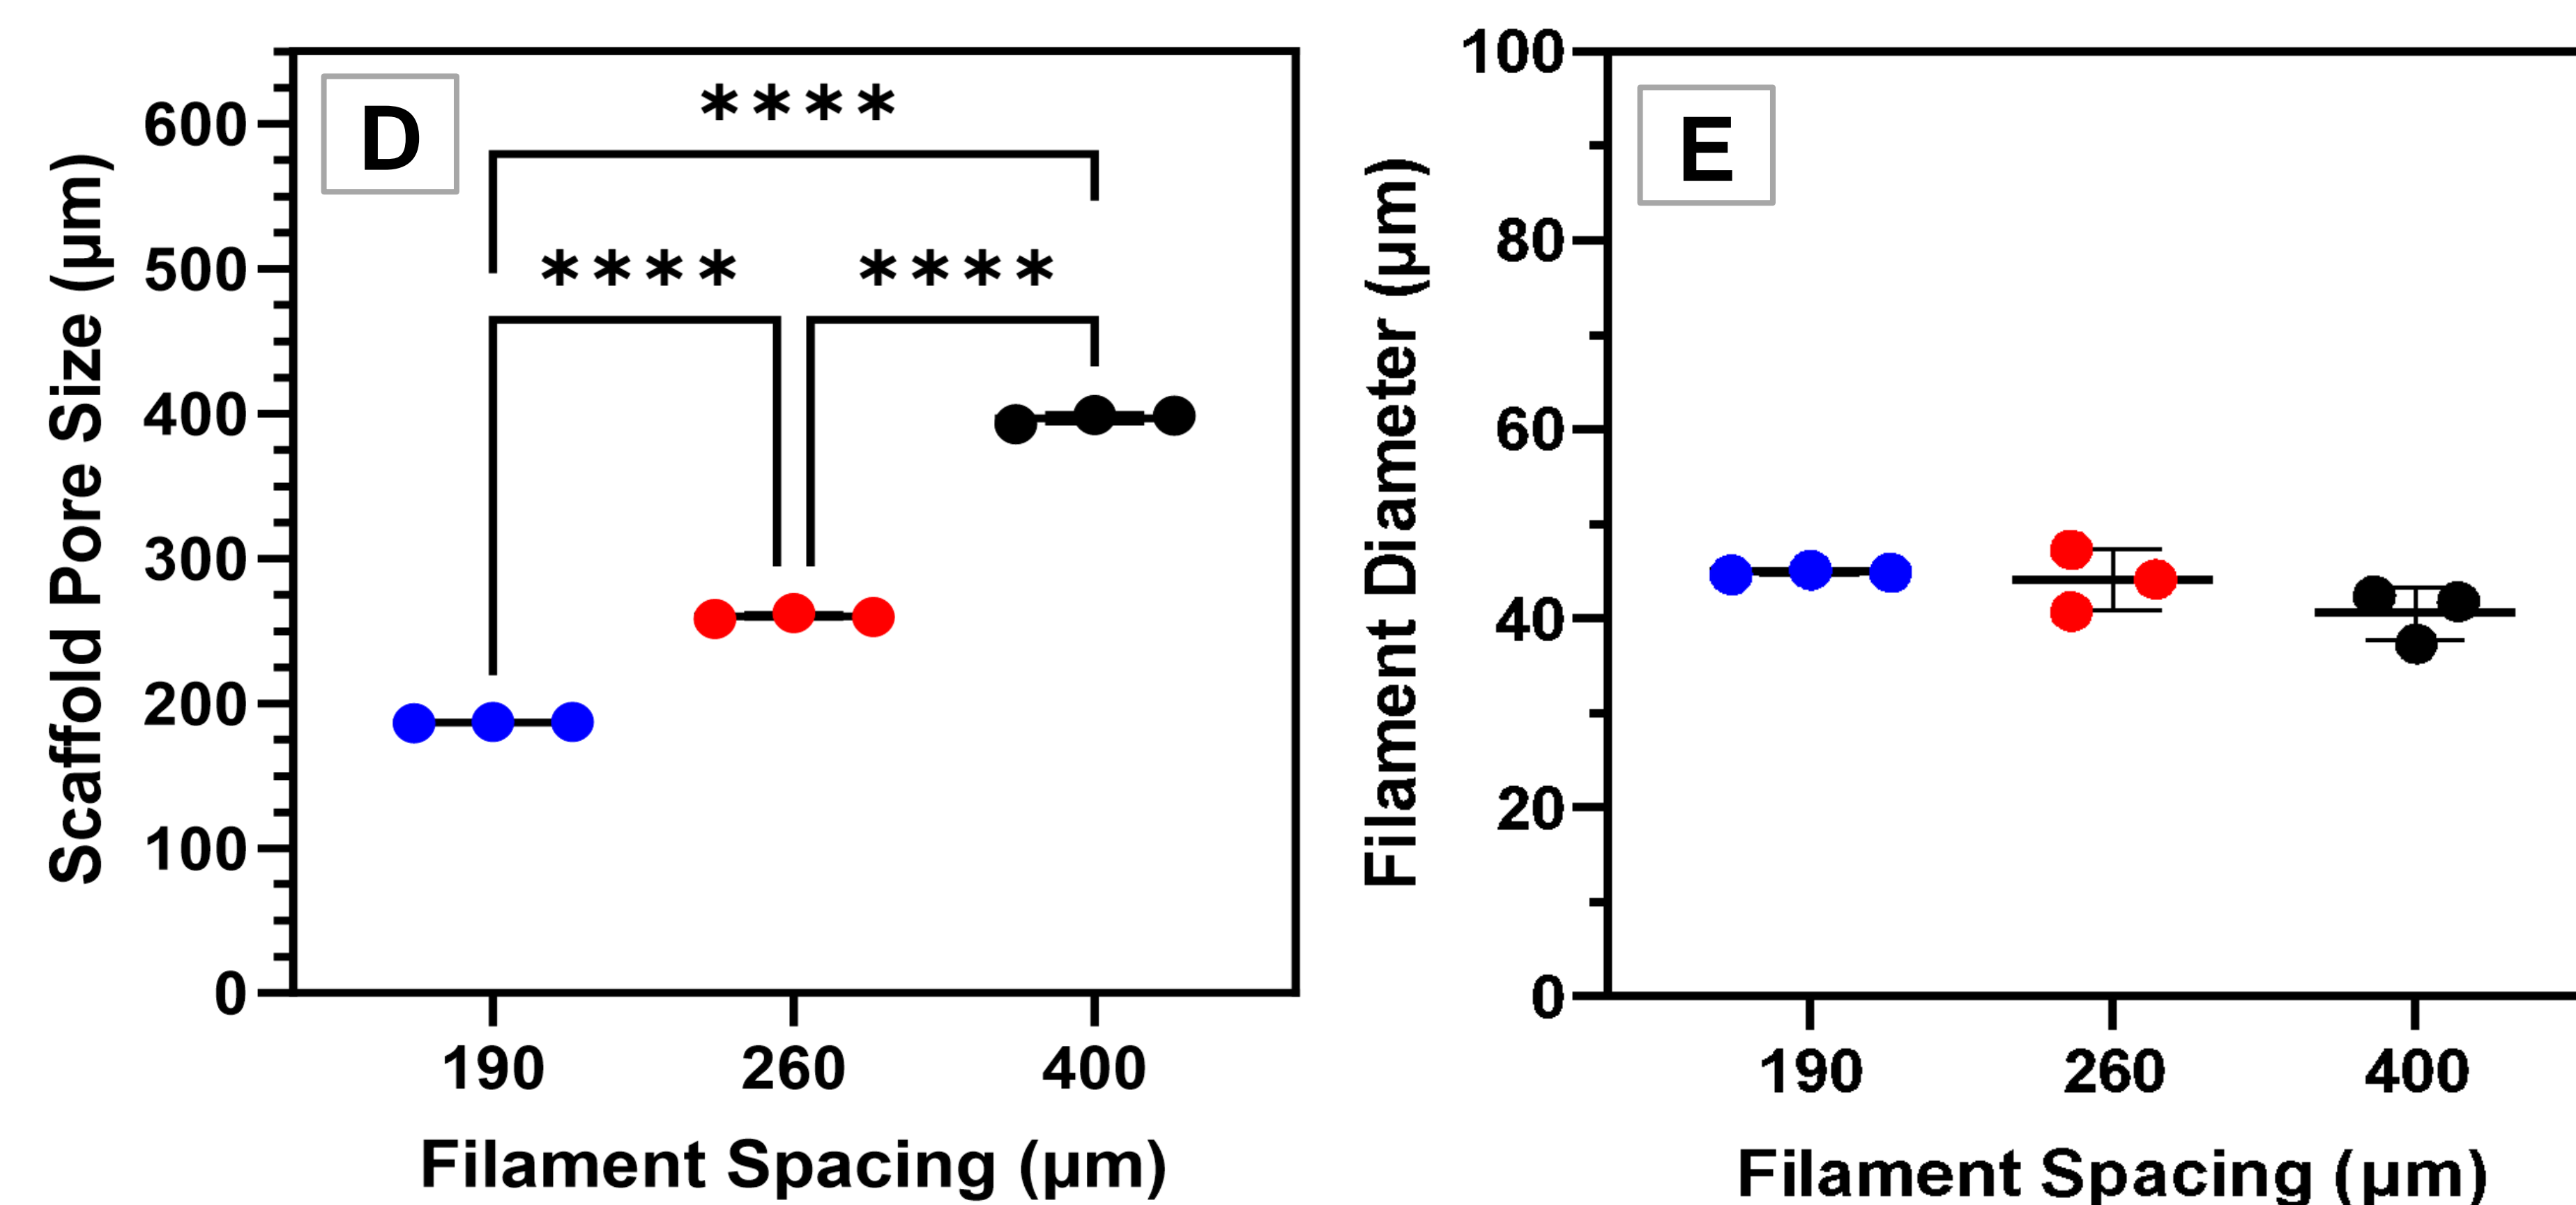 D
****
****
****
Scaffold Pore Size (µm)
600
500
400
300
200
100
0
190 260 400
Filament Spacing (µm)
E
Filament Diameter (µm)
100
80
60
40
20
0
190 260 400
Filament Spacing (µm)